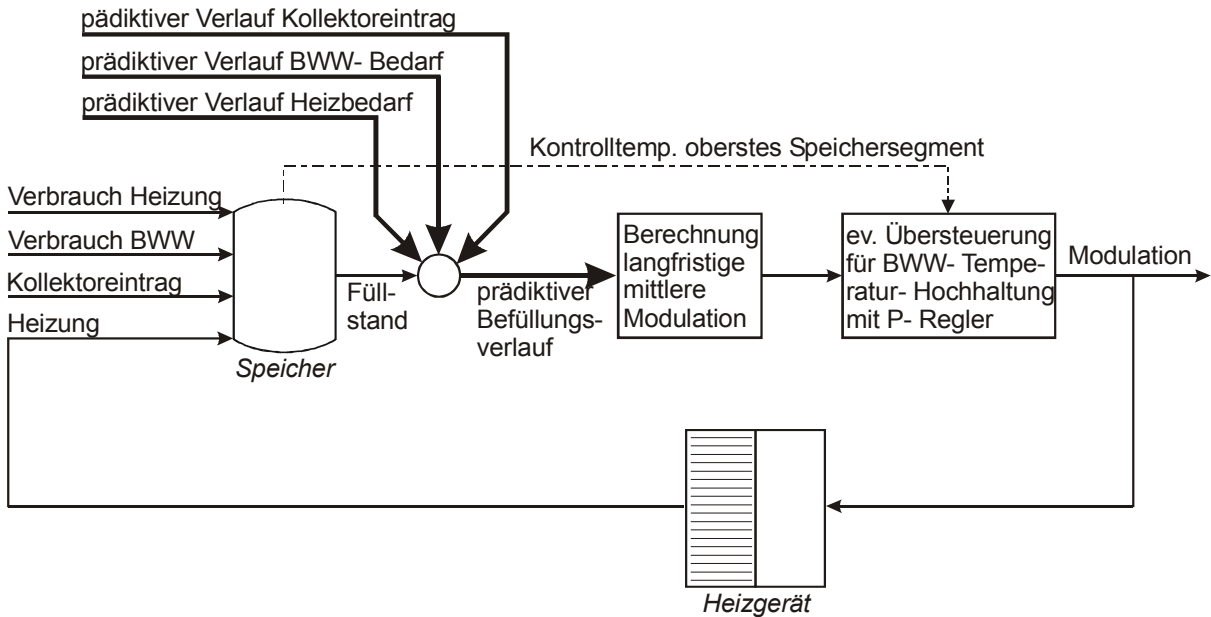 pädiktiver Verlauf Kollektoreintrag
prädiktiver Verlauf BWW- Bedarf
prädiktiver Verlauf Heizbedarf
Kontrolltemp. oberstes Speichersegment
Verbrauch Heizung
Verbrauch BWW
Kollektoreintrag
Heizung
Speicher
Füll-
stand
prädiktiver
Befüllungs-
verlauf
Berechnung
langfristige
mittlere
Modulation
ev. Übersteuerung
für BWW- Tempe-
ratur- Hochhaltung
mit P- Regler
Modulation
Heizgerät